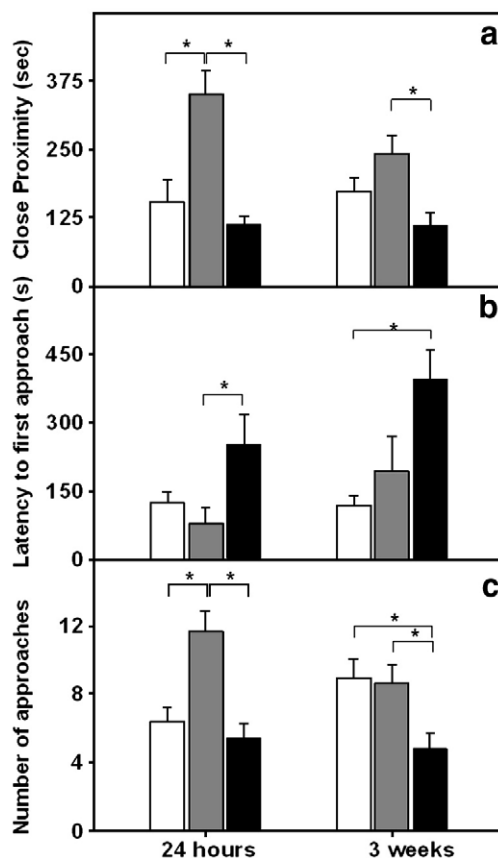 a
Close Proximity (sec)
375
250
125
0
* *
*
b
Latency to first approach (s)
450
300
150
0
*
*
c
Number of approaches
12
8
4
0
* *
*
*
24 hours 3 weeks